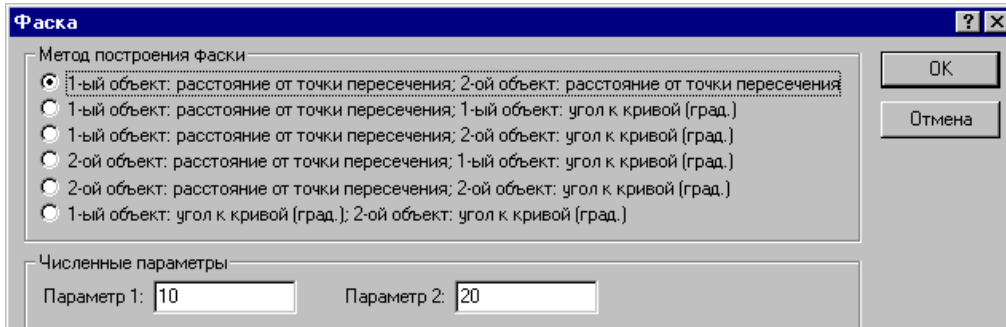 Фаска
Метод построения фаски
1-ый объект: расстояние от точки пересечения; 2-ой объект: расстояние от точки пересечения
1-ый объект: расстояние от точки пересечения; 1-ый объект: угол к кривой (град.)
1-ый объект: расстояние от точки пересечения; 2-ой объект: угол к кривой (град.)
2-ой объект: расстояние от точки пересечения; 1-ый объект: угол к кривой (град.)
2-ой объект: расстояние от точки пересечения; 2-ой объект: угол к кривой (град.)
1-ый объект: угол к кривой (град.); 2-ой объект: угол к кривой (град.)
OK
Отмена
Численные параметры
Параметр 1: 10 Параметр 2: 20